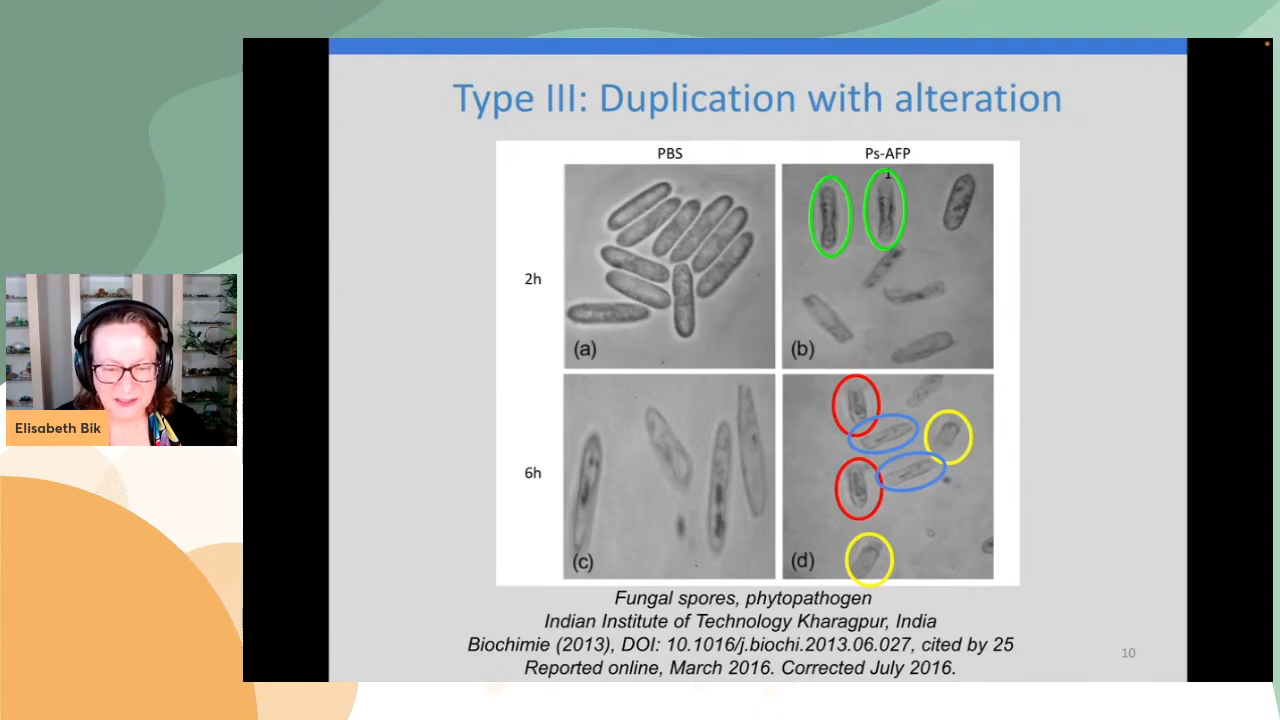 Type III: Duplication with alteration
PBS
Ps-AFP
1
2h
(a)
(b)
6h
(c)
(d)
Elisabeth Bik
Fungal spores, phytopathogen
Indian Institute of Technology Kharagpur, India
Biochimie (2013), DOI: 10.1016/j.biochi.2013.06.027, cited by 25
Reported online, March 2016. Corrected July 2016.
10